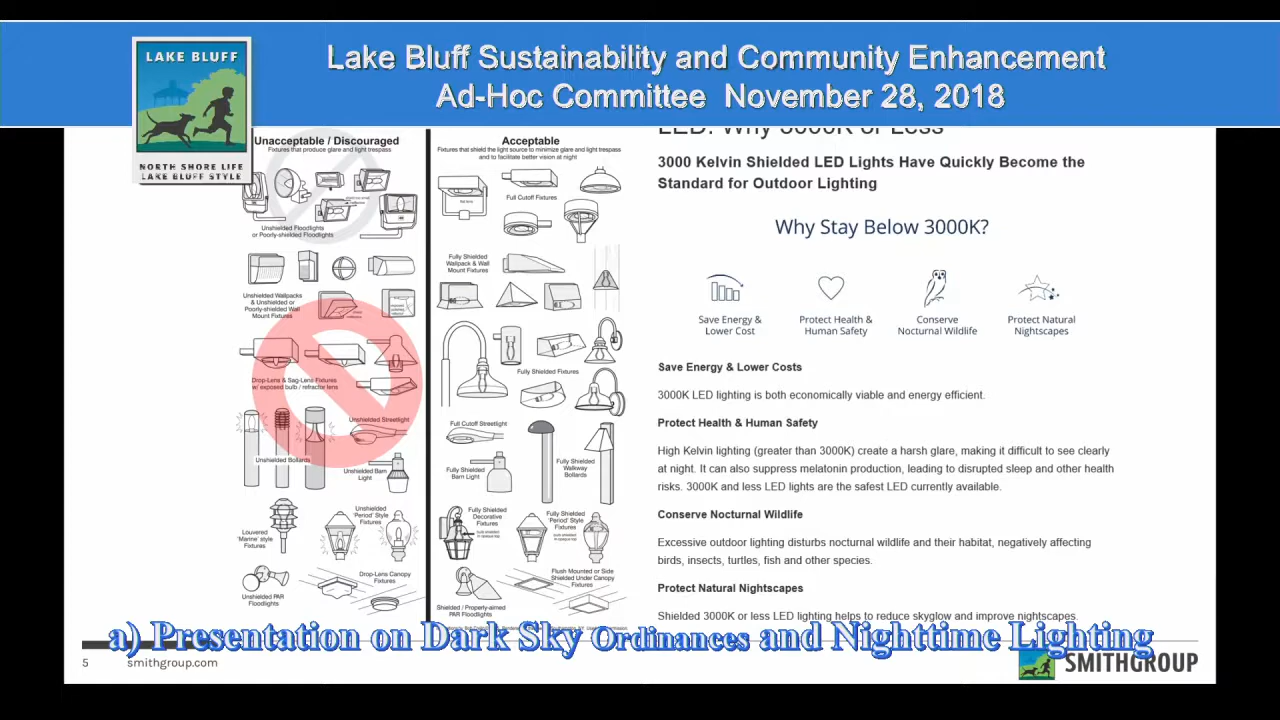 LAKE BLUFF
NORTH SHORE LIFE
LAKE BLUFF STYLE
Lake Bluff Sustainability and Community Enhancement
Ad-Hoc Committee November 28, 2018
Unacceptable / Discouraged
Fixtures that produce glare and light trespass
Unshielded Floodlights
or Poorly-shielded Floodlights
Unshielded Wallpacks
& Unshielded or
Poorly-shielded Wall
Mount Fixtures
Drop-Lens & Sag-Lens Fixtures
w/ exposed bulb / refractor lens
Unshielded Streetlight
Unshielded Bollards
Unshielded Barn
Light
Louvered
'Marine' style
Fixtures
Unshielded
'Period' Style
Fixtures
Drop-Lens Canopy
Fixtures
Unshielded PAR
Floodlights
Acceptable
Fixtures that shield the light source to minimize glare and light trespass
and to facilitate better vision at night
Full Cutoff Fixtures
Fully Shielded
Wallpack & Wall
Mount Fixtures
Fully Shielded Fixtures
Full Cutoff Streetlight
Fully Shielded
Barn Light
Fully Shielded
Walkway
Bollards
Fully Shielded
Decorative
Fixtures
Fully Shielded
'Period' Style
Fixtures
Flush Mounted or Side
Shielded Under Canopy
Fixtures
Shielded / Properly-aimed
PAR Floodlights
LED: Why 3000K or Less
3000 Kelvin Shielded LED Lights Have Quickly Become the
Standard for Outdoor Lighting
Why Stay Below 3000K?
Save Energy &
Lower Cost
Protect Health &
Human Safety
Conserve
Nocturnal Wildlife
Protect Natural
Nightscapes
Save Energy & Lower Costs
3000K LED lighting is both economically viable and energy efficient.
Protect Health & Human Safety
High Kelvin lighting (greater than 3000K) create a harsh glare, making it difficult to see clearly
at night. It can also suppress melatonin production, leading to disrupted sleep and other health
risks. 3000K and less LED lights are the safest LED currently available.
Conserve Nocturnal Wildlife
Excessive outdoor lighting disturbs nocturnal wildlife and their habitat, negatively affecting
birds, insects, turtles, fish and other species.
Protect Natural Nightscapes
Shielded 3000K or less LED lighting helps to reduce skyglow and improve nightscapes.
a) Presentation on Dark Sky Ordinances and Nighttime Lighting
5 smithgroup.com
SMITHGROUP